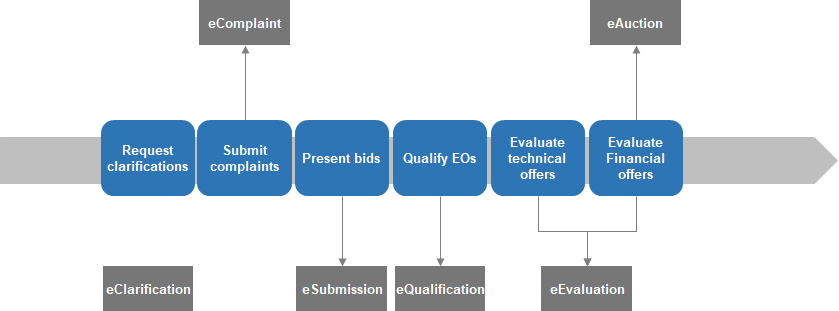 eComplaint
eAuction
Request
clarifications
Submit
complaints
Present bids
Qualify EOs
Evaluate
technical
offers
Evaluate
Financial
offers
eClarification
eSubmission
eQualification
eEvaluation